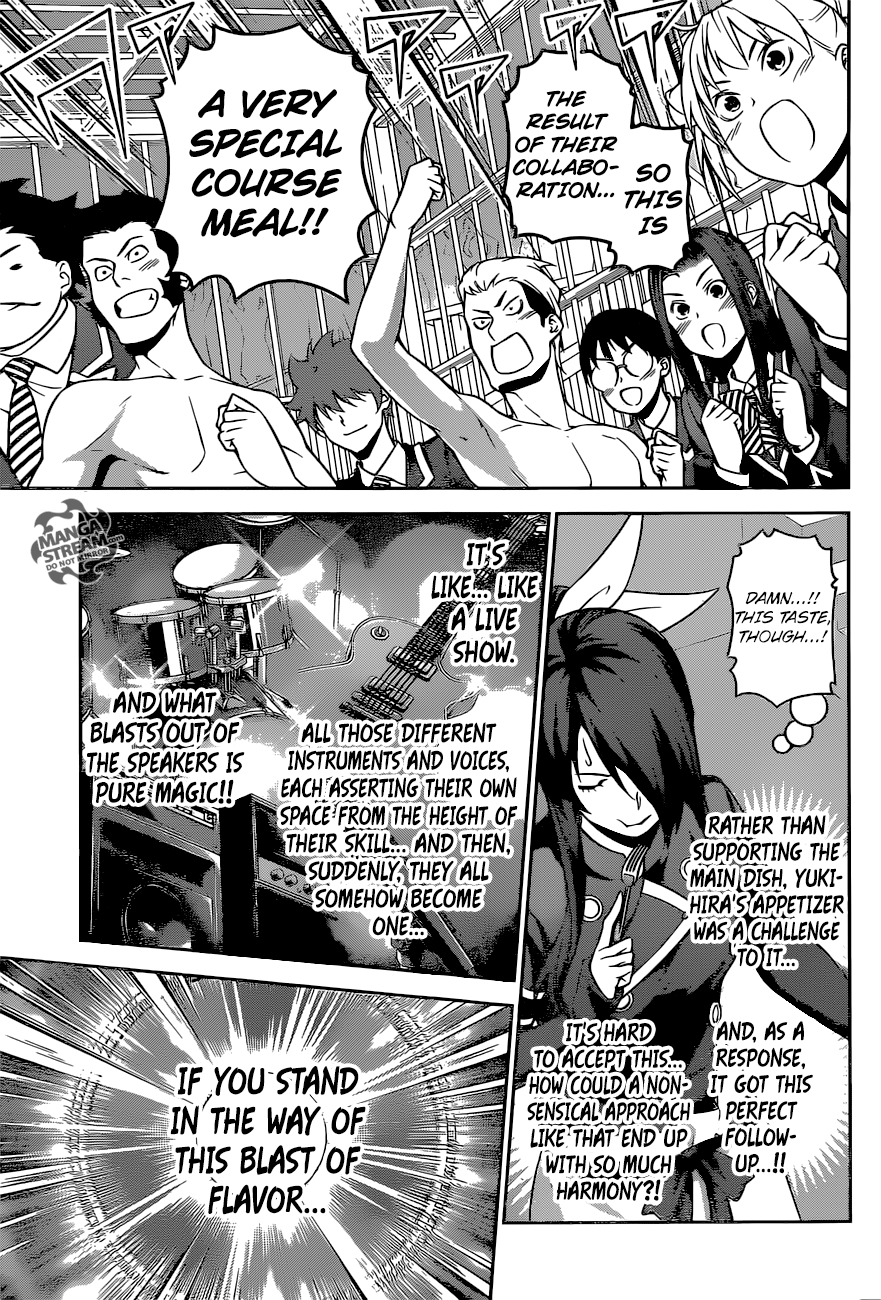 SO
THIS
IS
THE
RESULT
OF THEIR
COLLABO-
RATION...
A VERY
SPECIAL
COURSE
MEAL!!
DAMN...!!
THIS TASTE,
THOUGH...!
RATHER THAN
SUPPORTING THE
MAIN DISH, YUKI-
HIRA'S APPETIZER
WAS A CHALLENGE
TO IT...
AND, AS A
RESPONSE,
IT GOT THIS
PERFECT
FOLLOW-
UP...!!
IT'S HARD
TO ACCEPT THIS...
HOW COULD A NON-
SENSICAL APPROACH
LIKE THAT END UP
WITH SO MUCH
HARMONY?!
IT'S
LIKE... LIKE
A LIVE
SHOW.
ALL THOSE DIFFERENT
INSTRUMENTS AND VOICES,
EACH ASSERTING THEIR OWN
SPACE FROM THE HEIGHT OF
THEIR SKILL... AND THEN,
SUDDENLY, THEY ALL
SOMEHOW BECOME
ONE...
AND WHAT
BLASTS OUT OF
THE SPEAKERS IS
PURE MAGIC!!
MANGA
STREAM.com
DO NOT MIRROR
IF YOU STAND
IN THE WAY OF
THIS BLAST OF
FLAVOR...